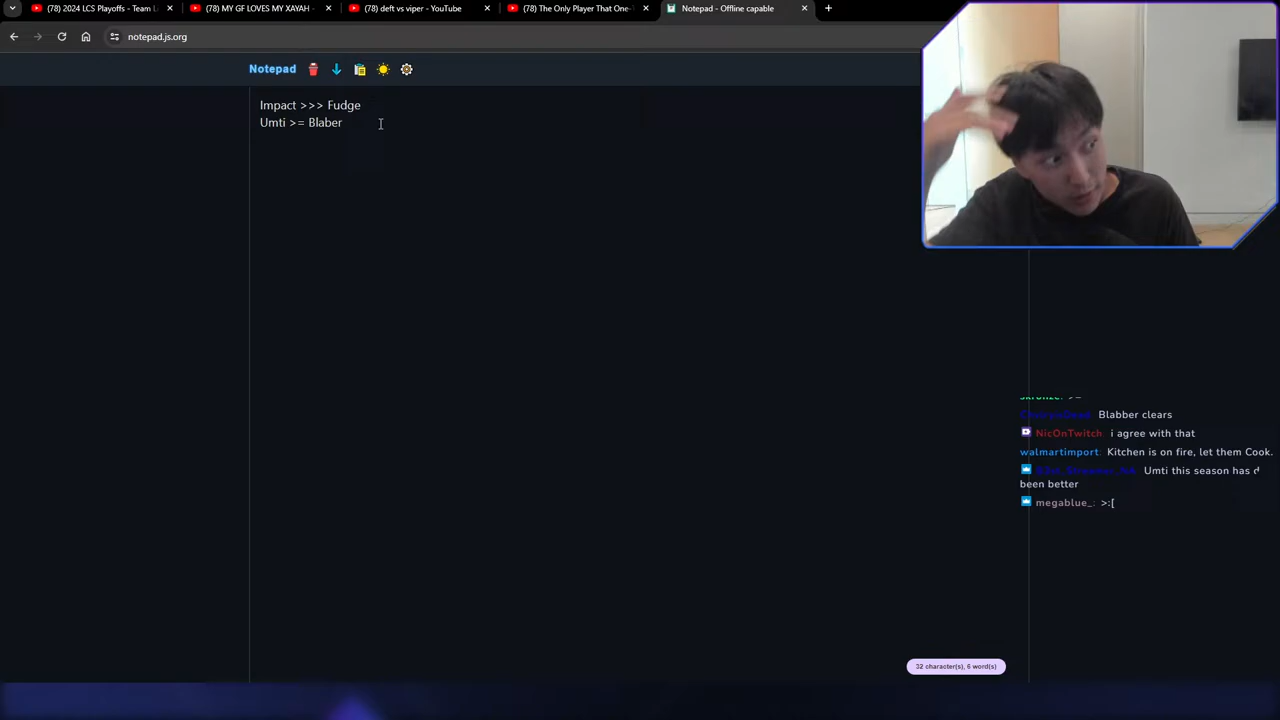 (78) 2024 LCS Playoffs - Team L
(78) MY GF LOVES MY XAYAH -
(78) deft vs viper - YouTube
(78) The Only Player That One-
Notepad - Offline capable
notepad.js.org
Notepad
Impact >>> Fudge
Umti >= Blaber
>=
Blabber clears
NicOnTwitch i agree with that
walmartimport: Kitchen is on fire, let them Cook.
Umti this season has
been better
megablue_: >:[
32 character(s), 6 word(s)